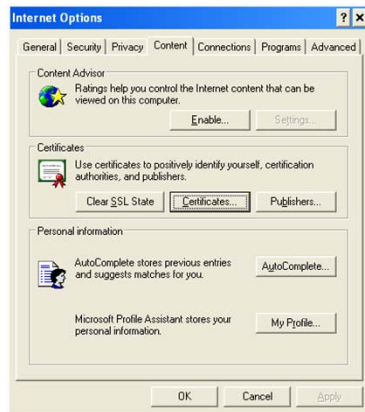 Internet Options
General Security Privacy Content Connections Programs Advanced
Content Advisor
Ratings help you control the Internet content that can be
viewed on this computer.
Enable... Settings...
Certificates
Use certificates to positively identify yourself, certification
authorities, and publishers.
Clear SSL State Certificates... Publishers...
Personal information
AutoComplete stores previous entries
and suggests matches for you.
AutoComplete...
Microsoft Profile Assistant stores your
personal information.
My Profile...
OK Cancel Apply